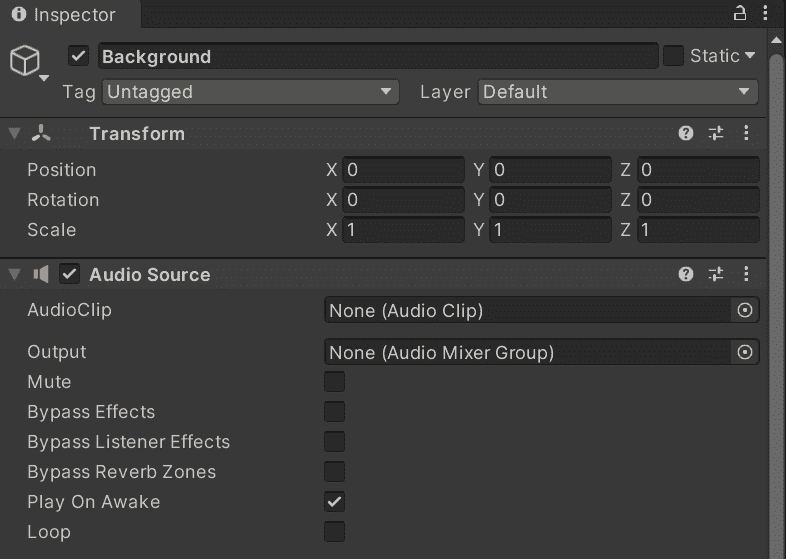 Inspector
Background Static
Tag Untagged Layer Default
Transform
Position X 0 Y 0 Z 0
Rotation X 0 Y 0 Z 0
Scale X 1 Y 1 Z 1
Audio Source
AudioClip None (Audio Clip)
Output None (Audio Mixer Group)
Mute
Bypass Effects
Bypass Listener Effects
Bypass Reverb Zones
Play On Awake
Loop